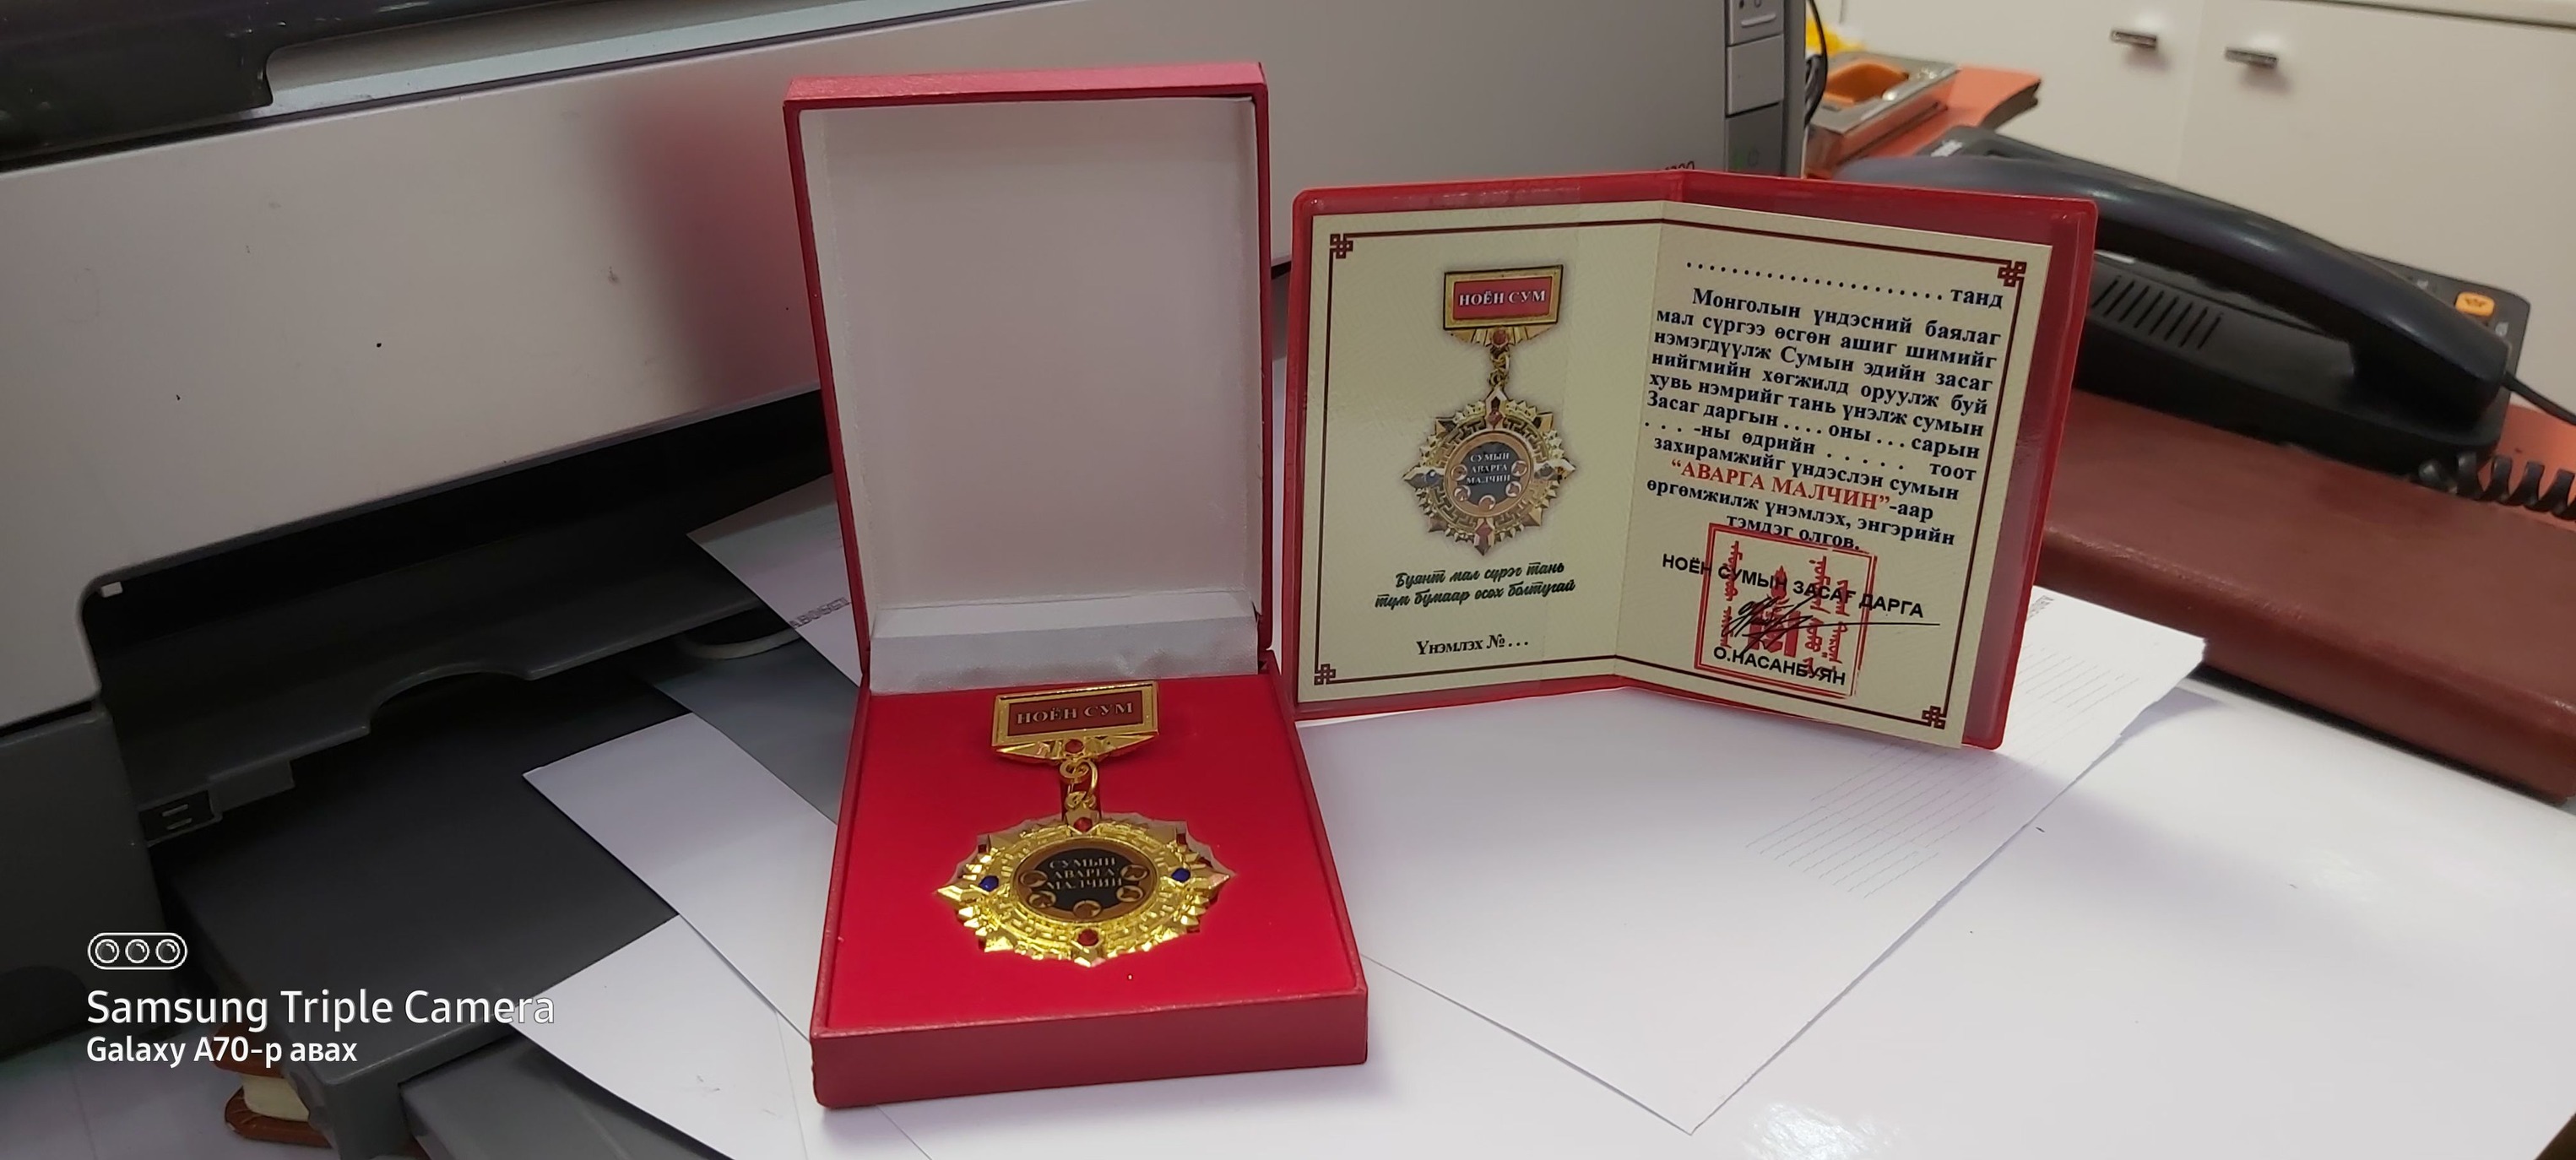 НОЁН СУМ
СУМЫН
АВАРГА
МАЛЧИН
НОЁН СУМ
СУМЫН
АВАРГА
МАЛЧИН
Буянт мал сүрэг тань
түм бумаар өсөх болтугай
Үнэмлэх №...
.....................танд
Монголын үндэсний баялаг
мал сүргээ өсгөн ашиг шимийг
нэмэгдүүлж Сумын эдийн засаг
нийгмийн хөгжилд оруулж буй
хувь нэмрийг тань үнэлж сумын
Засаг даргын .... оны ... сарын
. . . . -ны өдрийн . . . . . тоот
захирамжийг үндэслэн сумын
“АВАРГА МАЛЧИН”-аар
өргөмжилж үнэмлэх, энгэрийн
тэмдэг олгов.
НОЁН СУМЫН ЗАСАГ ДАРГА
О.НАСАНБУЯН
Samsung Triple Camera
Galaxy A70-р авах